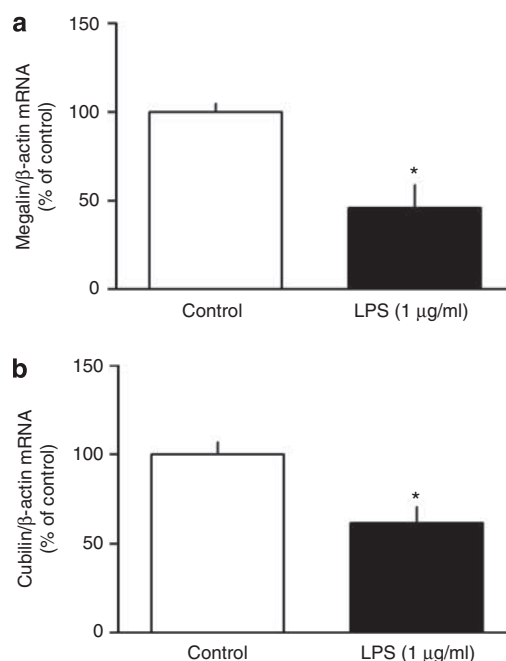 a
150
100
50
0
Megalin/β-actin mRNA
(% of control)
*
Control LPS (1 μg/ml)
b
150
100
50
0
Cubilin/β-actin mRNA
(% of control)
*
Control LPS (1 μg/ml)